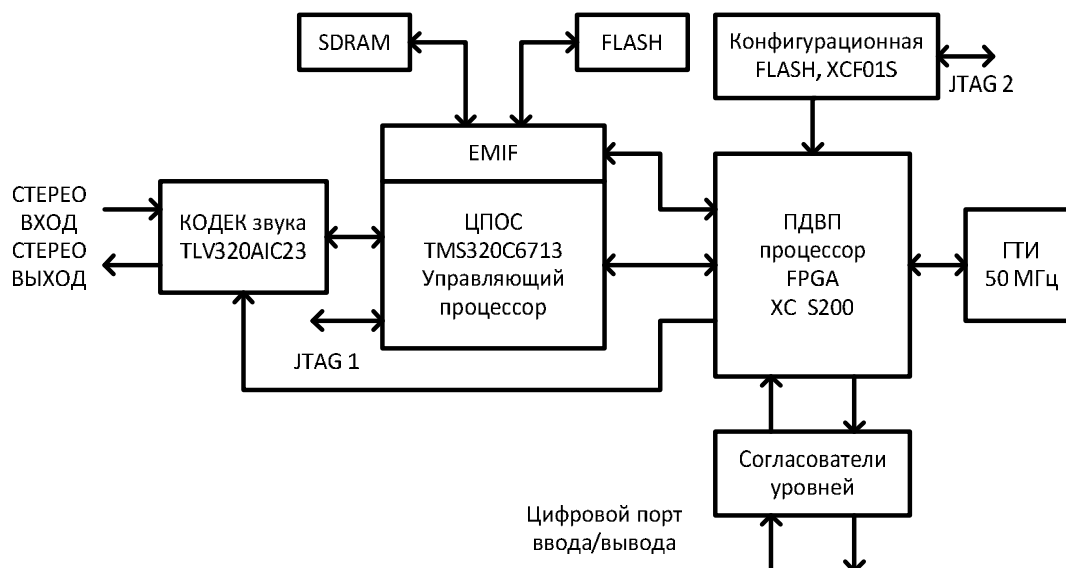 SDRAM
FLASH
Конфигурационная
FLASH, XCF01S
JTAG 2
EMIF
СТЕРЕО
ВХОД
СТЕРЕО
ВЫХОД
КОДЕК звука
TLV320AIC23
ЦПОС
TMS320C6713
Управляющий
процессор
JTAG 1
ПДВП
процессор
FPGA
XC S200
ГТИ
50 МГц
Согласователи
уровней
Цифровой порт
ввода/вывода